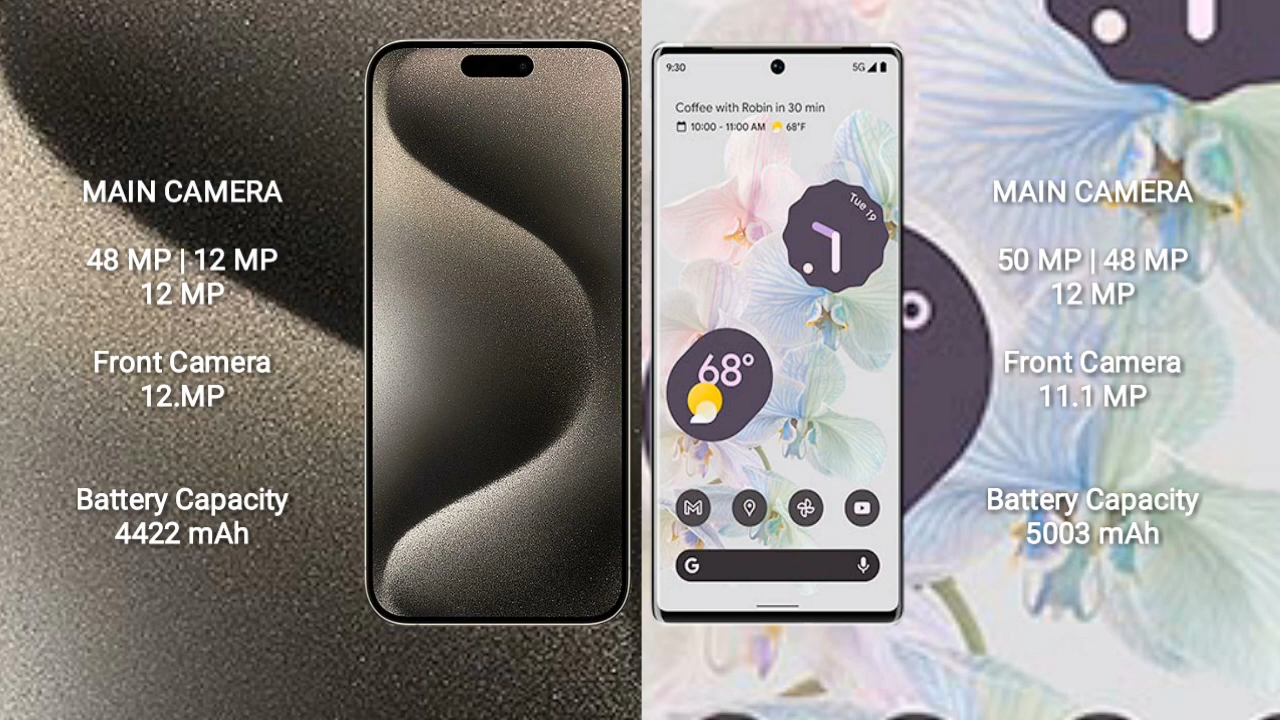 MAIN CAMERA
48 MP | 12 MP
12 MP
Front Camera
12.MP
Battery Capacity
4422 mAh
9:30
5G
Coffee with Robin in 30 min
10:00 - 11:00 AM 68°F
Tue 19
68°
G
MAIN CAMERA
50 MP | 48 MP
12 MP
Front Camera
11.1 MP
Battery Capacity
5003 mAh